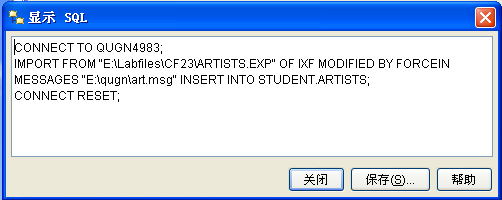 显示 SQL
CONNECT TO QUGN4983;
IMPORT FROM "E:\Labfiles\CF23\ARTISTS.EXP" OF IXF MODIFIED BY FORCEIN
MESSAGES "E:\qugn\art.msg" INSERT INTO STUDENT.ARTISTS;
CONNECT RESET;
关闭 保存(S)... 帮助